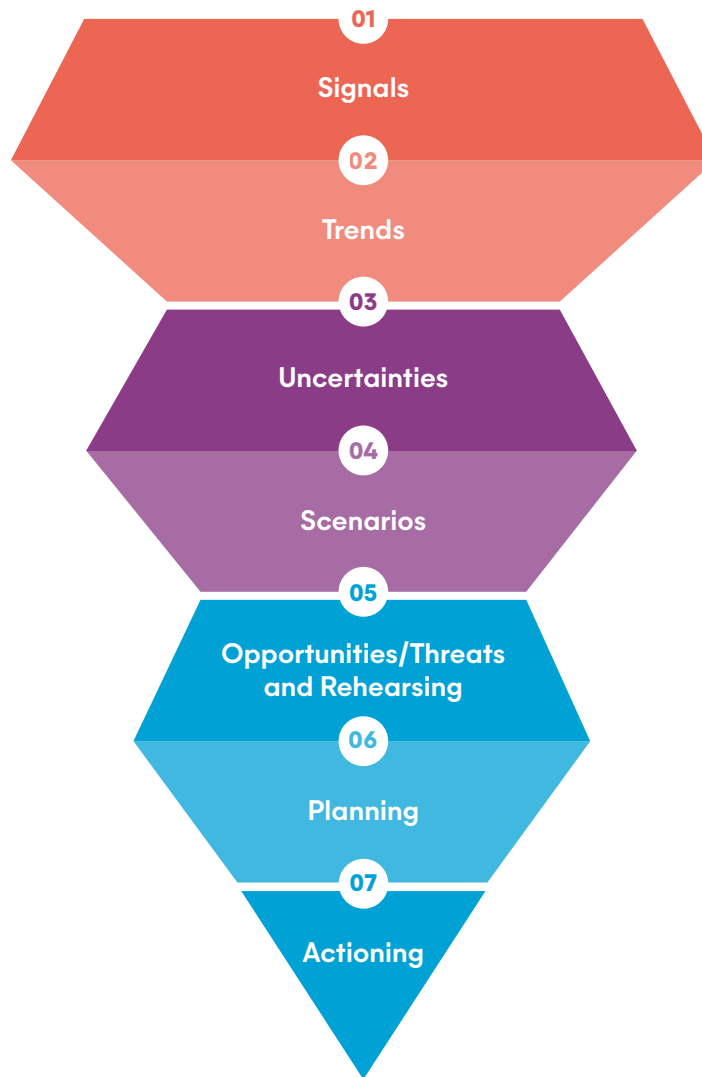 01
Signals
02
Trends
03
Uncertainties
04
Scenarios
05
Opportunities/Threats
and Rehearsing
06
Planning
07
Actioning